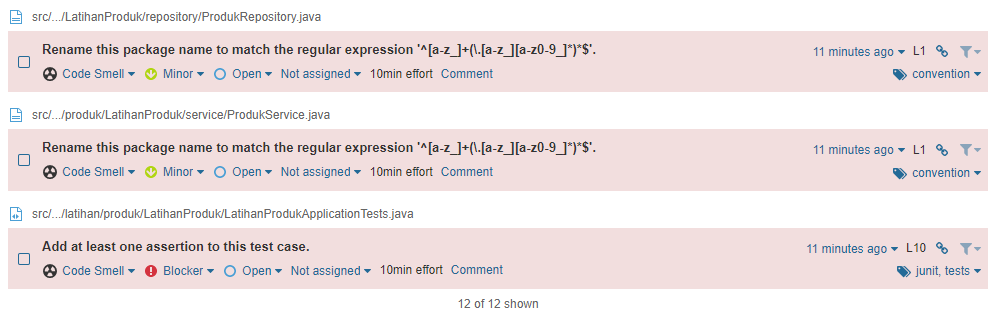 src/.../LatihanProduk/repository/ProdukRepository.java
Rename this package name to match the regular expression '^[a-z_]+(\.[a-z_][a-z0-9_]*)*$'. 11 minutes ago L1
Code Smell Minor Open Not assigned 10min effort Comment convention
src/.../produk/LatihanProduk/service/ProdukService.java
Rename this package name to match the regular expression '^[a-z_]+(\.[a-z_][a-z0-9_]*)*$'. 11 minutes ago L1
Code Smell Minor Open Not assigned 10min effort Comment convention
src/.../latihan/produk/LatihanProduk/LatihanProdukApplicationTests.java
Add at least one assertion to this test case. 11 minutes ago L10
Code Smell Blocker Open Not assigned 10min effort Comment junit, tests
12 of 12 shown